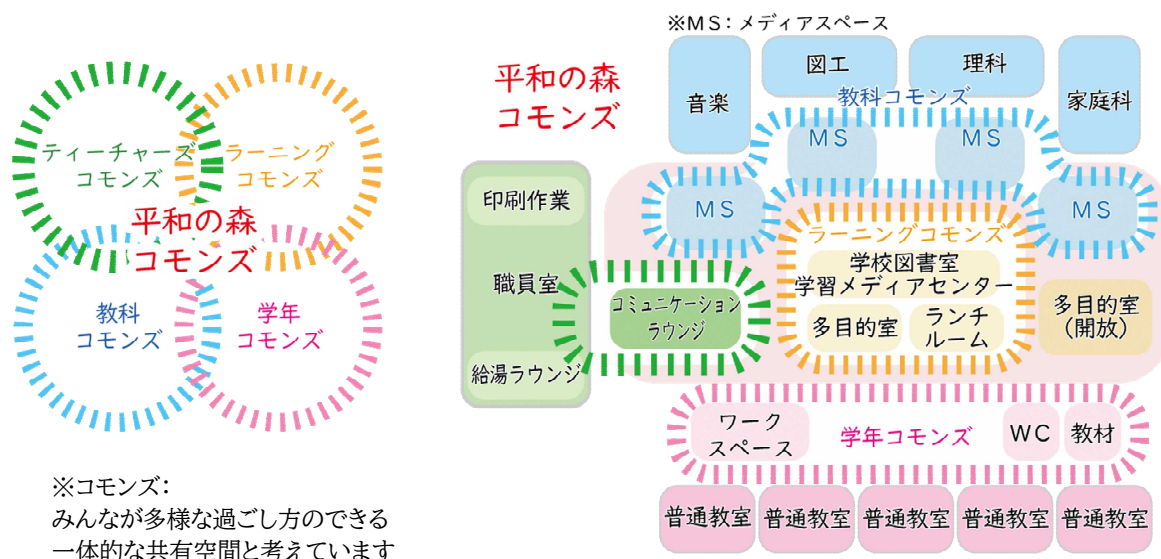 ティーチャーズ
コモンズ
ラーニング
コモンズ
平和の森
コモンズ
教科
コモンズ
学年
コモンズ
※コモンズ:
みんなが多様な過ごし方のできる
一体的な共有空間と考えています
※MS:メディアスペース
平和の森
コモンズ
音楽
図工
理科
家庭科
教科コモンズ
MS
MS
MS
MS
印刷作業
職員室
給湯ラウンジ
コミュニケーション
ラウンジ
ラーニングコモンズ
学校図書室
学習メディアセンター
多目的室
ランチ
ルーム
多目的室
(開放)
ワーク
スペース
学年コモンズ
WC
教材
普通教室
普通教室
普通教室
普通教室
普通教室